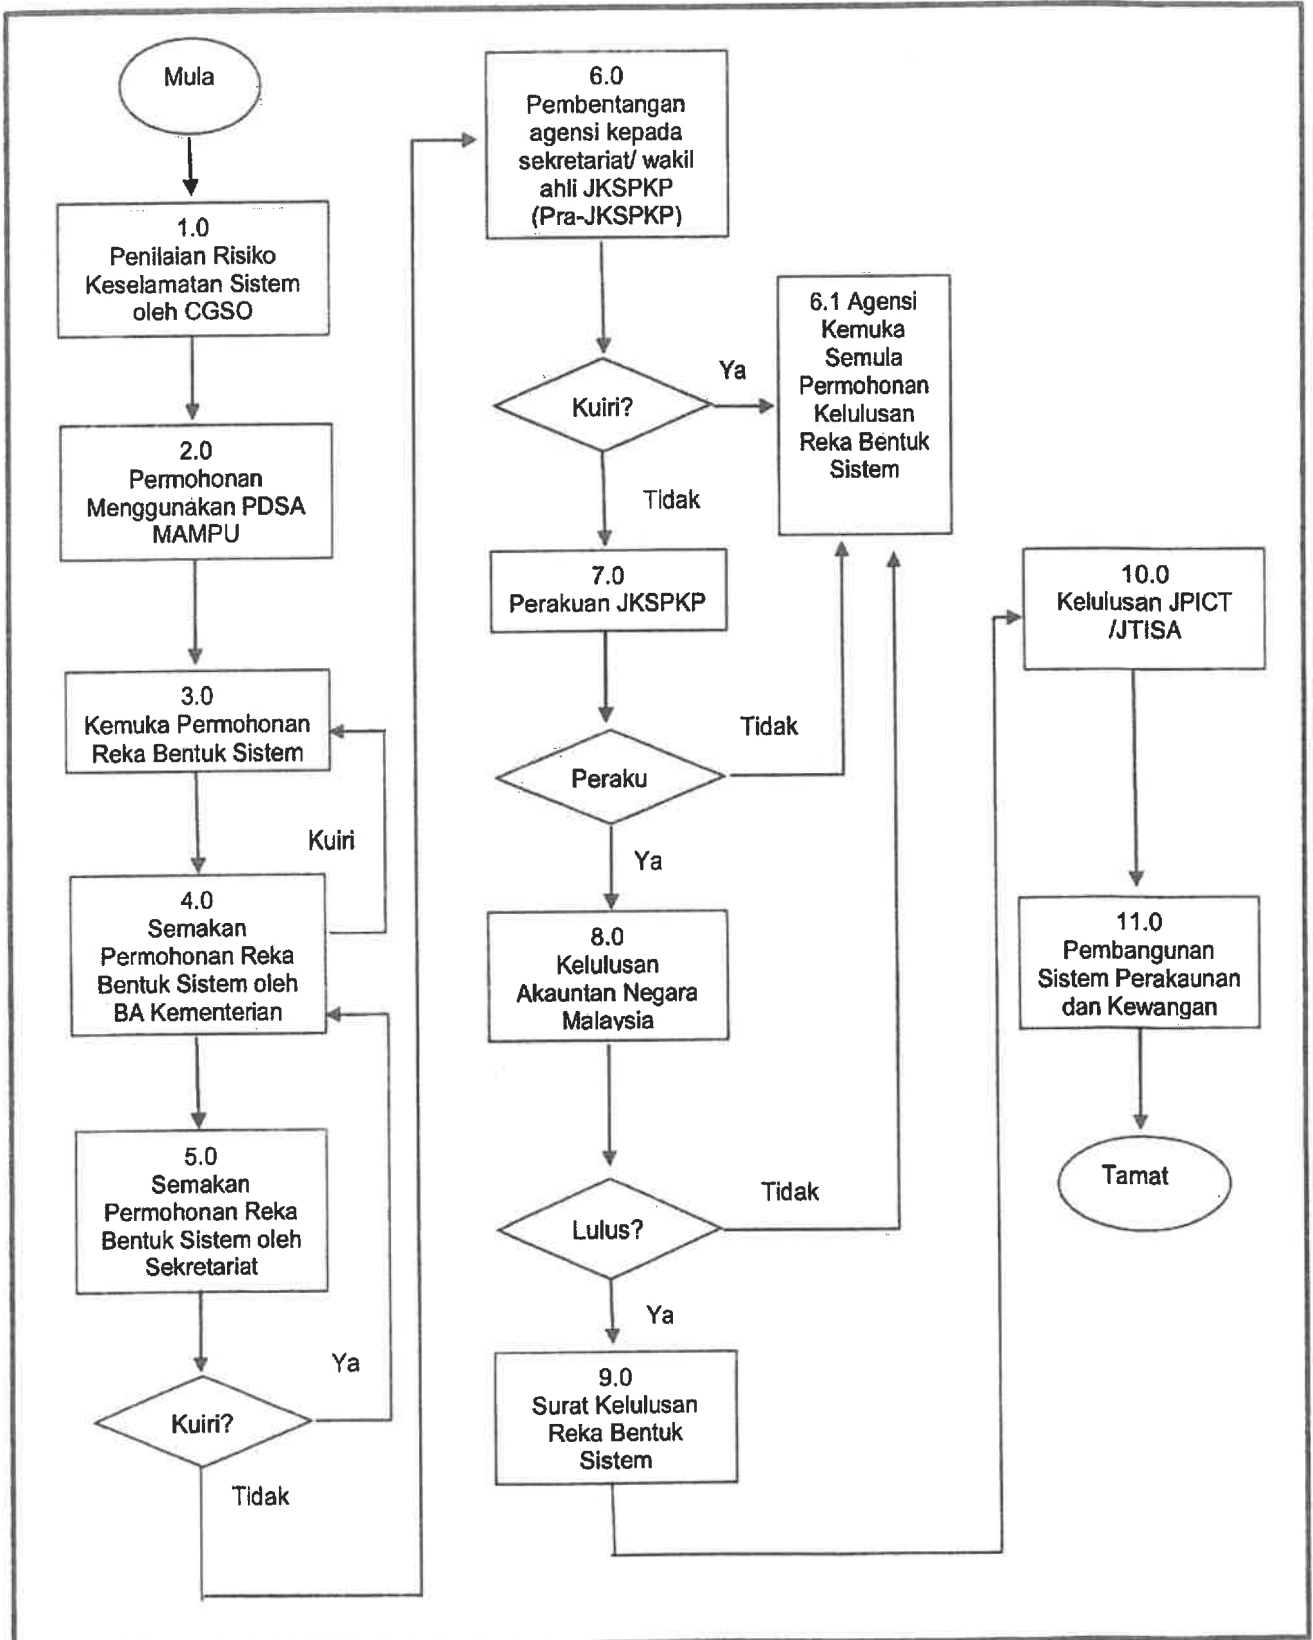 Mula
1.0
Penilaian Risiko
Keselamatan Sistem
oleh CGSO
2.0
Permohonan
Menggunakan PDSA
MAMPU
3.0
Kemuka Permohonan
Reka Bentuk Sistem
Kuiri
4.0
Semakan
Permohonan Reka
Bentuk Sistem oleh
BA Kementerian
5.0
Semakan
Permohonan Reka
Bentuk Sistem oleh
Sekretariat
Ya
Kuiri?
Tidak
6.0
Pembentangan
agensi kepada
sekretariat/ wakil
ahli JKSPKP
(Pra-JKSPKP)
Kuiri?
Ya
6.1 Agensi
Kemuka
Semula
Permohonan
Kelulusan
Reka Bentuk
Sistem
Tidak
7.0
Perakuan JKSPKP
Tidak
Peraku
Ya
8.0
Kelulusan
Akauntan Negara
Malaysia
Tidak
Lulus?
Ya
9.0
Surat Kelulusan
Reka Bentuk
Sistem
10.0
Kelulusan JPICT
/JTISA
11.0
Pembangunan
Sistem Perakaunan
dan Kewangan
Tamat